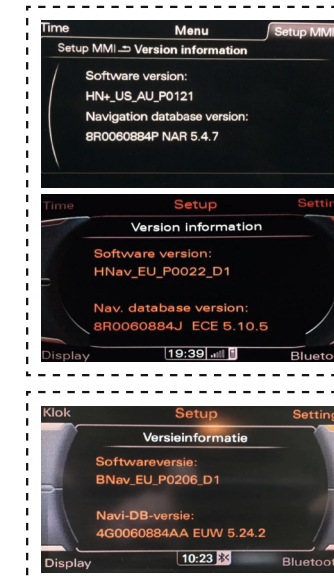 Time Menu Setup MMI
Setup MMI Version information
Software version:
HN+_US_AU_P0121
Navigation database version:
8R0060884P NAR 5.4.7
Time Setup Settin
Version information
Software version:
HNav_EU_P0022_D1
Nav. database version:
8R0060884J ECE 5.10.5
Display 19:39 Blueto
Klok Setup Setting
Versieinformatie
Softwareversie:
BNav_EU_P0206_D1
Navi-DB-versie:
4G0060884AA EUW 5.24.2
Display 10:23 Bluetoo